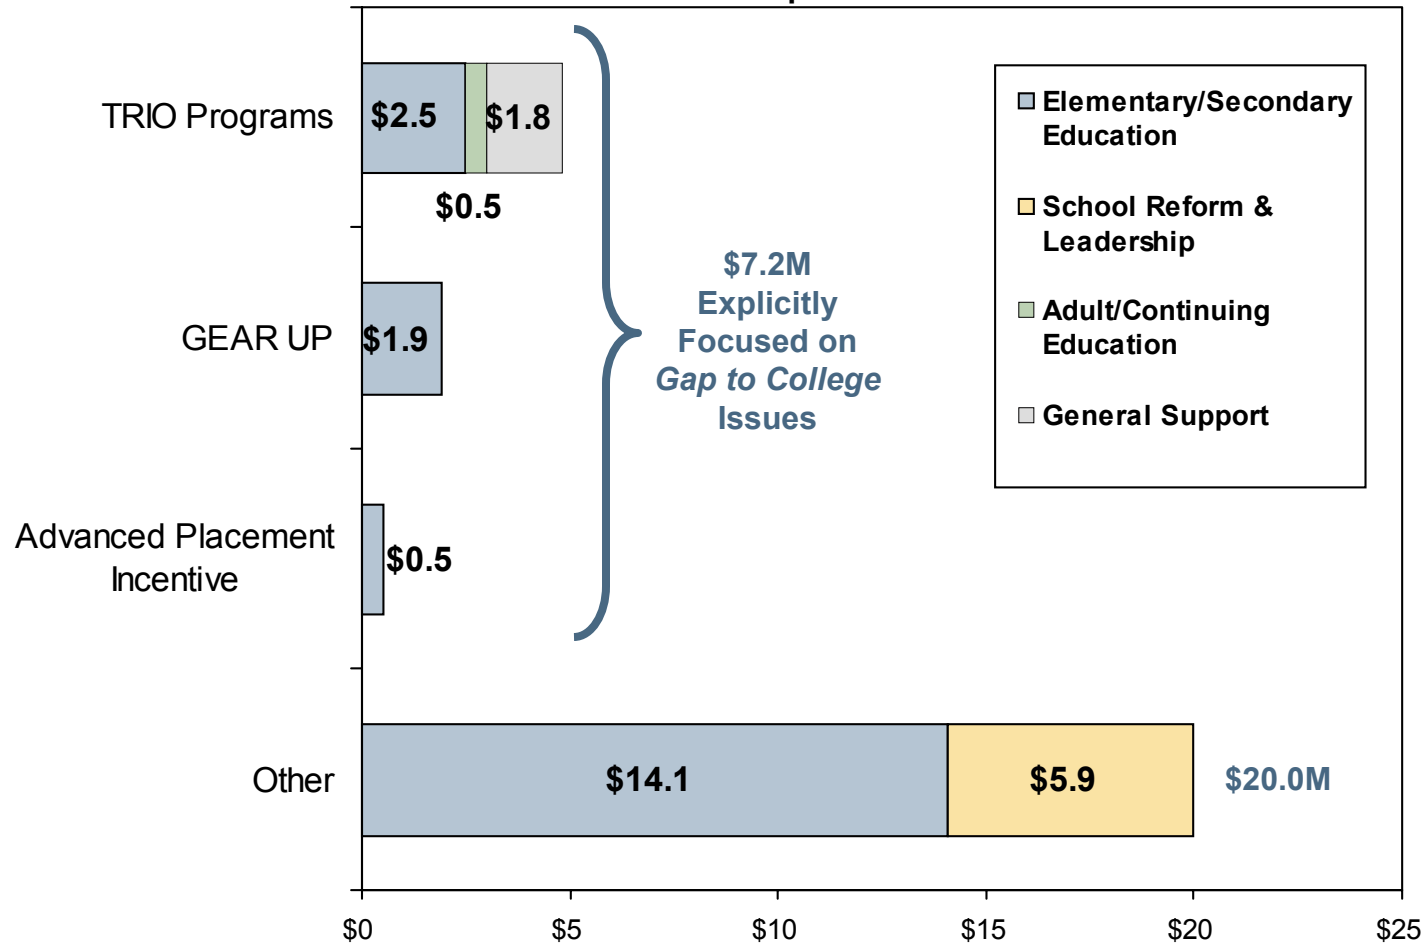 TRIO Programs
$2.5
$1.8
$0.5
GEAR UP
$1.9
Advanced Placement
Incentive
$0.5
Other
$14.1
$5.9
$20.0M
$7.2M
Explicitly
Focused on
Gap to College
Issues
Elementary/Secondary
Education
School Reform &
Leadership
Adult/Continuing
Education
General Support
$0
$5
$10
$15
$20
$25